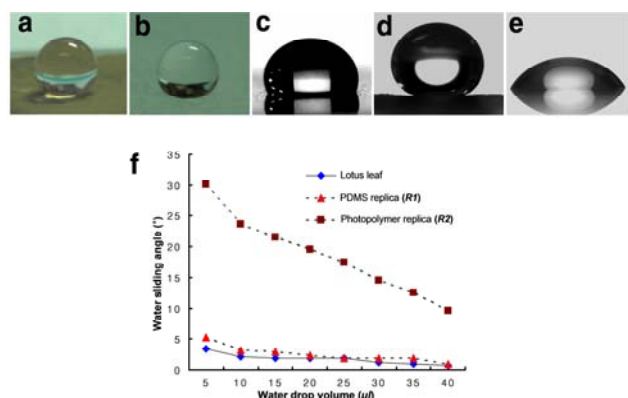 a
b
c
d
e
f
35
30
25
20
15
10
5
0
Water sliding angle (°)
Lotus leaf
PDMS replica (R1)
Photopolymer replica (R2)
5 10 15 20 25 30 35 40
Water drop volume (µl)